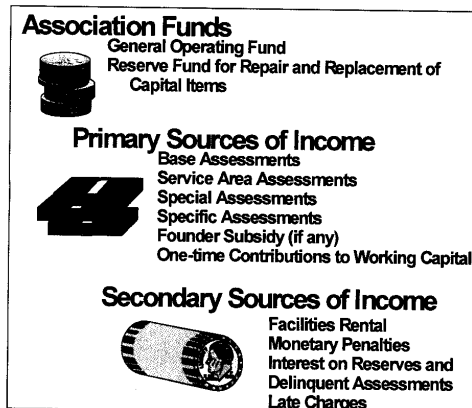 Association Funds
General Operating Fund
Reserve Fund for Repair and Replacement of
Capital Items
Primary Sources of Income
Base Assessments
Service Area Assessments
Special Assessments
Specific Assessments
Founder Subsidy (if any)
One-time Contributions to Working Capital
Secondary Sources of Income
Facilities Rental
Monetary Penalties
Interest on Reserves and
Delinquent Assessments
Late Charges